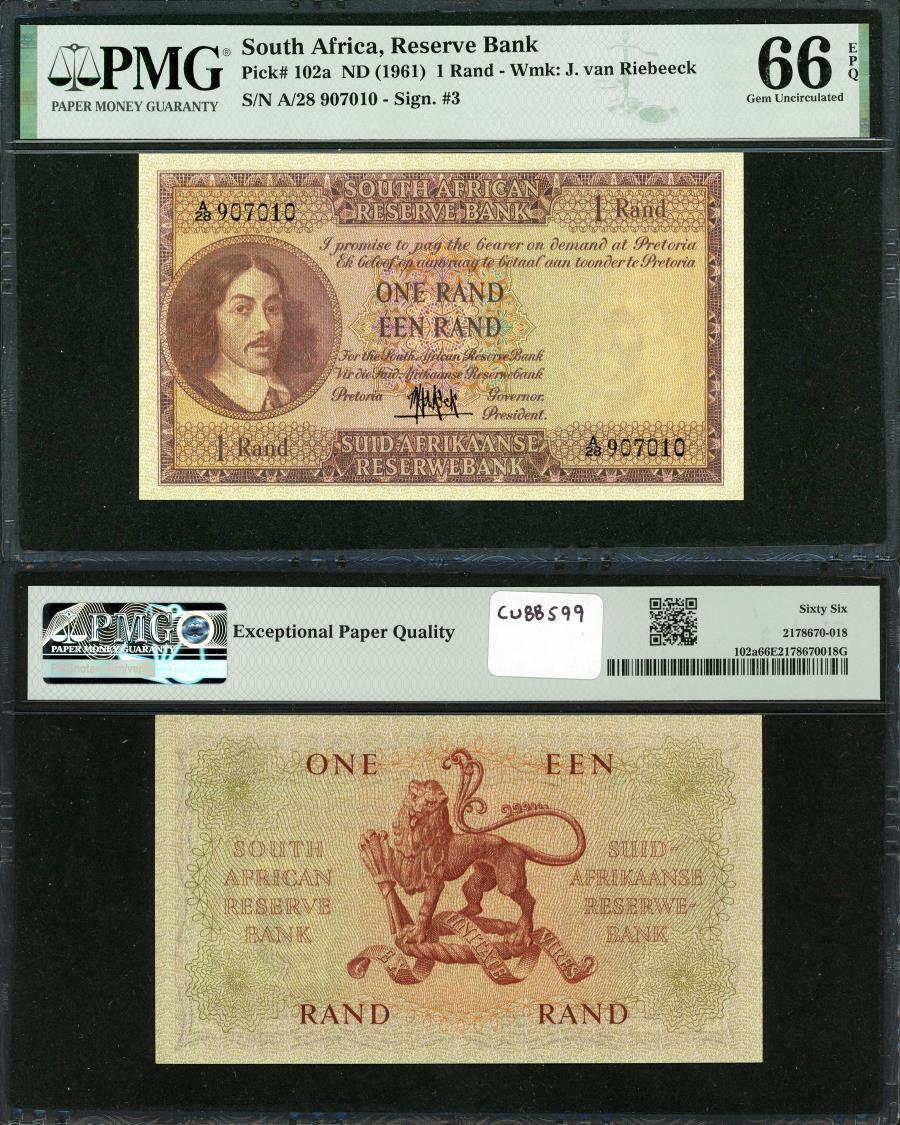 PMG®
PAPER MONEY GUARANTY
South Africa, Reserve Bank
Pick# 102a ND (1961) 1 Rand - Wmk: J. van Riebeeck
S/N A/28 907010 - Sign. #3
66
EPQ
Gem Uncirculated
A/28 907010
SOUTH AFRICAN
RESERVE BANK
1 Rand
I promise to pay the bearer on demand at Pretoria
Ek beloof op aanvraag te betaal aan toonder te Pretoria
ONE RAND
EEN RAND
For the South African Reserve Bank
Vir die Suid-Afrikaanse Reserwebank
Pretoria
Governor.
President.
1 Rand
SUID-AFRIKAANSE
RESERWEBANK
A/28 907010
PMG
PAPER MONEY GUARANTY
Exceptional Paper Quality
CUBB599
Sixty Six
2178670-018
102a66E2178670018G
ONE
EEN
SOUTH
AFRICAN
RESERVE
BANK
SUID-
AFRIKAANSE
RESERWE-
BANK
EX
UNITATE
VIRES
RAND
RAND